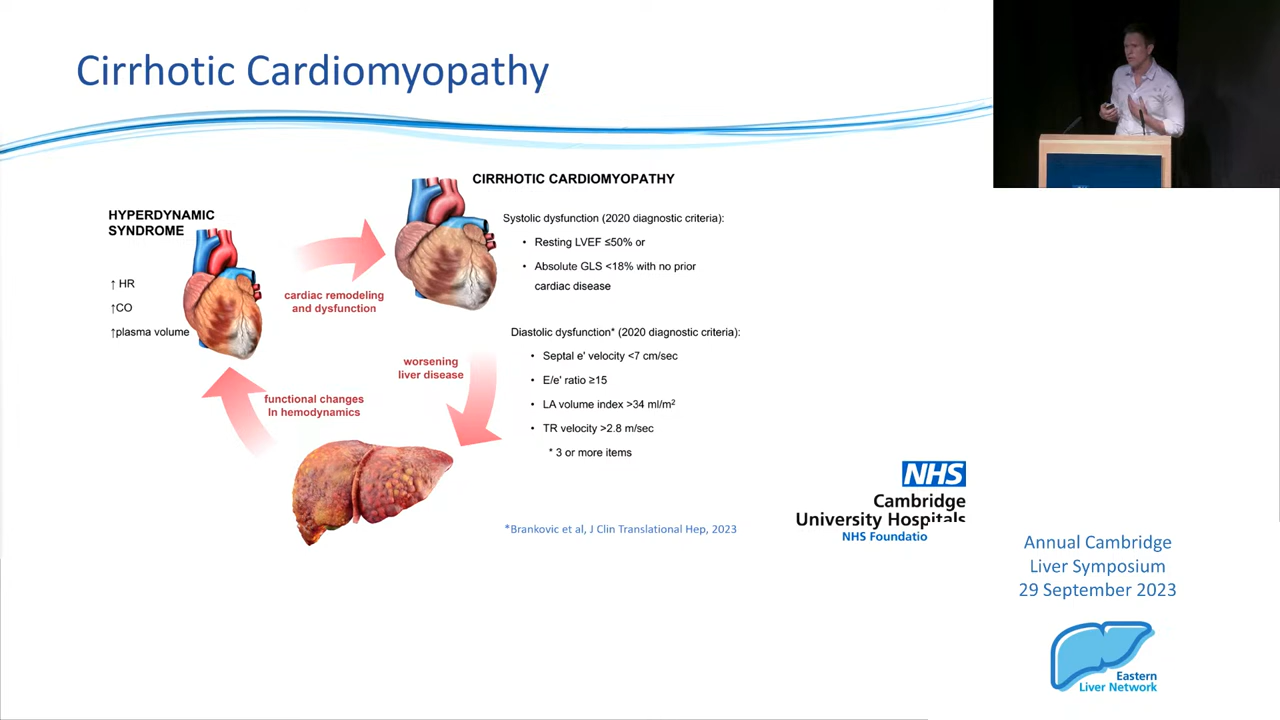 Cirrhotic Cardiomyopathy
HYPERDYNAMIC
SYNDROME
↑ HR
↑CO
↑plasma volume
cardiac remodeling
and dysfunction
CIRRHOTIC CARDIOMYOPATHY
Systolic dysfunction (2020 diagnostic criteria):
• Resting LVEF ≤50% or
• Absolute GLS <18% with no prior
cardiac disease
Diastolic dysfunction* (2020 diagnostic criteria):
• Septal e' velocity <7 cm/sec
• E/e' ratio ≥15
• LA volume index >34 ml/m²
• TR velocity >2.8 m/sec
* 3 or more items
worsening
liver disease
functional changes
In hemodynamics
*Brankovic et al, J Clin Translational Hep, 2023
NHS
Cambridge
University Hospitals
NHS Foundatio
Annual Cambridge
Liver Symposium
29 September 2023
Eastern
Liver Network